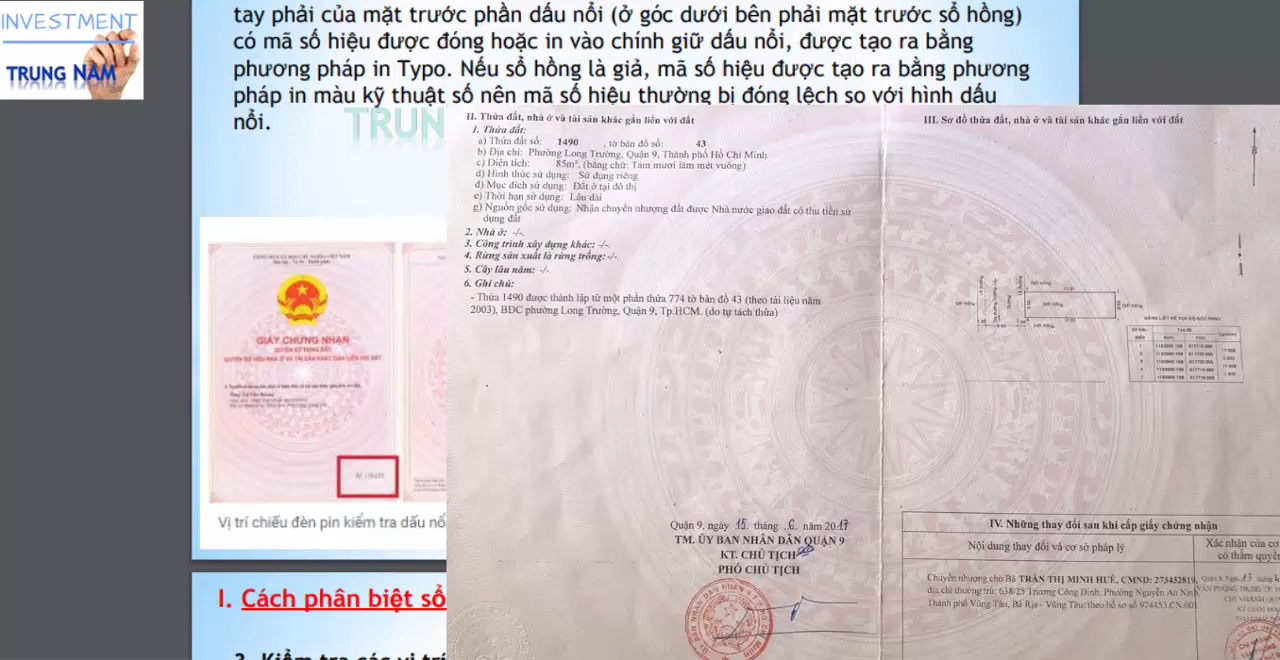 INVESTMENT
TRUNG NAM
tay phải của mặt trước phần dấu nổi (ở góc dưới bên phải mặt trước sổ hồng)
có mã số hiệu được đóng hoặc in vào chính giữ dấu nổi, được tạo ra bằng
phương pháp in Typo. Nếu sổ hồng là giả, mã số hiệu được tạo ra bằng phương
pháp in màu kỹ thuật số nên mã số hiệu thường bị đóng lệch so với hình dấu
nổi.
TRUN
GIẤY CHỨNG NHẬN
QUYỀN SỬ DỤNG ĐẤT
Vị trí chiếu đèn pin kiểm tra dấu nổ
I. Cách phân biệt sổ
II. Thửa đất, nhà ở và tài sản khác gắn liền với đất
1. Thửa đất:
a) Thửa đất số: 1490 , tờ bản đồ số: 43
b) Địa chỉ: Phường Long Trường, Quận 9, Thành phố Hồ Chí Minh
c) Diện tích: 85m², (bằng chữ: Tám mươi lăm mét vuông)
d) Hình thức sử dụng: Sử dụng riêng
đ) Mục đích sử dụng: Đất ở tại đô thị
e) Thời hạn sử dụng: Lâu dài
g) Nguồn gốc sử dụng: Nhận chuyển nhượng đất được Nhà nước giao đất có thu tiền sử
dụng đất
2. Nhà ở: -/-.
3. Công trình xây dựng khác: -/-.
4. Rừng sản xuất là rừng trồng: -/-.
5. Cây lâu năm: -/-.
6. Ghi chú:
- Thửa 1490 được thành lập từ một phần thửa 774 tờ bản đồ 43 (theo tài liệu năm
2003), BĐC phường Long Trường, Quận 9, Tp.HCM. (do tự tách thửa)
Quận 9, ngày 15 tháng 6 năm 2017
TM. ỦY BAN NHÂN DÂN QUẬN 9
KT. CHỦ TỊCH
PHÓ CHỦ TỊCH
III. Sơ đồ thửa đất, nhà ở và tài sản khác gắn liền với đất
IV. Những thay đổi sau khi cấp giấy chứng nhận
Nội dung thay đổi và cơ sở pháp lý
Xác nhận của cơ
có thẩm quyề
Chuyển nhượng cho Bà TRẦN THỊ MINH HUẾ, CMND: 273432819,
địa chỉ thường trú: 638/25 Trương Công Định, Phường Nguyễn An Ninh,
Thành phố Vũng Tàu, Bà Rịa - Vũng Tàu; theo hồ sơ số 974453.CN.001